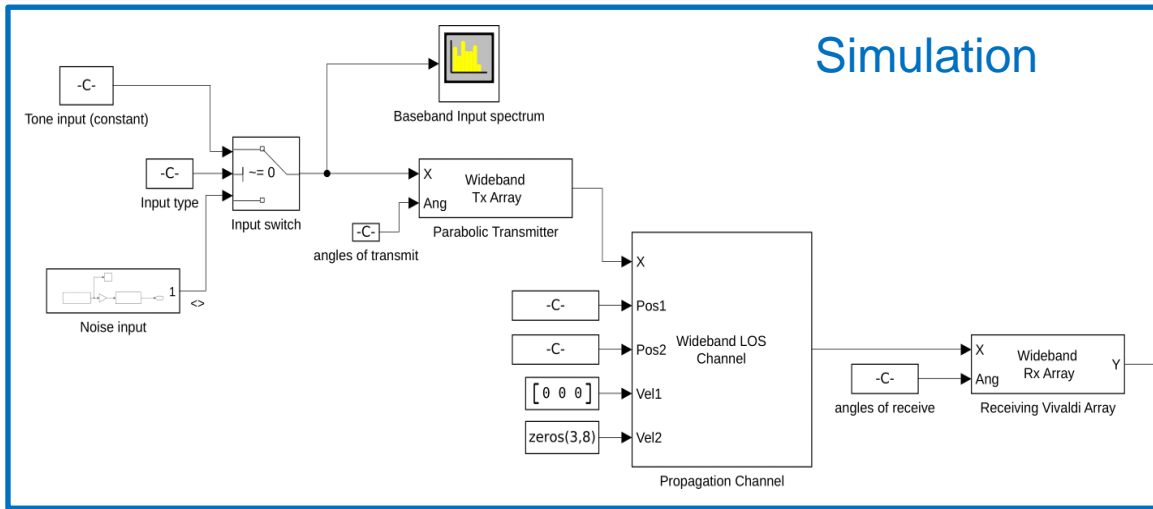 Simulation
-C-
Tone input (constant)
Baseband Input spectrum
-C-
Input type
~= 0
Input switch
X
Ang
Wideband
Tx Array
Parabolic Transmitter
-C-
angles of transmit
1
<>
Noise input
X
-C-
Pos1
-C-
Pos2
[0 0 0]
Vel1
zeros(3,8)
Vel2
Wideband LOS
Channel
Propagation Channel
-C-
angles of receive
X
Ang
Wideband
Rx Array
Y
Receiving Vivaldi Array